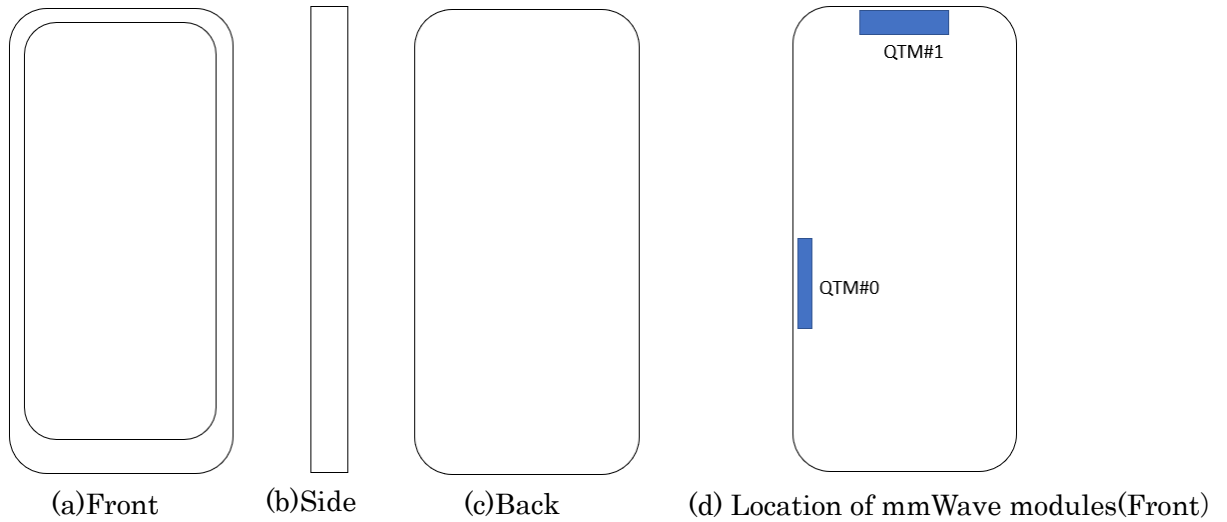 QTM#1
QTM#0
(a)Front
(b)Side
(c)Back
(d) Location of mmWave modules(Front)